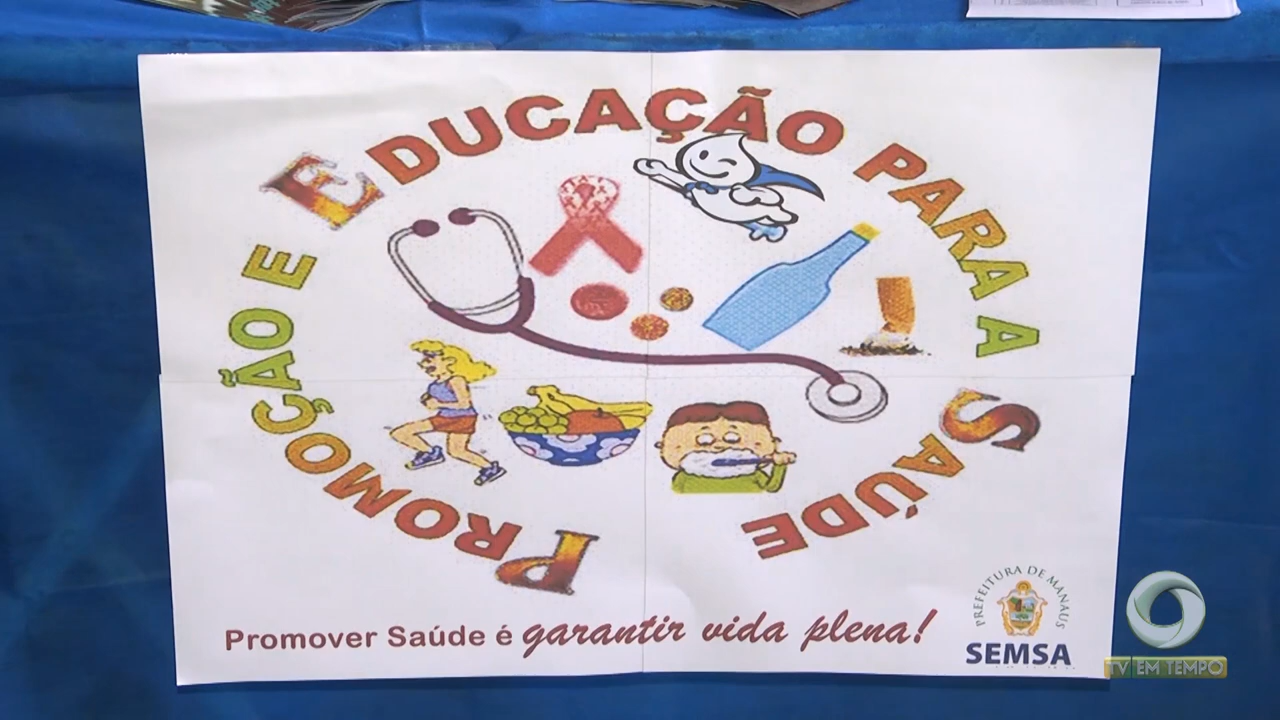 PROMOÇÃO E EDUCAÇÃO PARA A SAÚDE
Promover Saúde é garantir vida plena!
PREFEITURA DE MANAUS
SEMSA
TV EM TEMPO